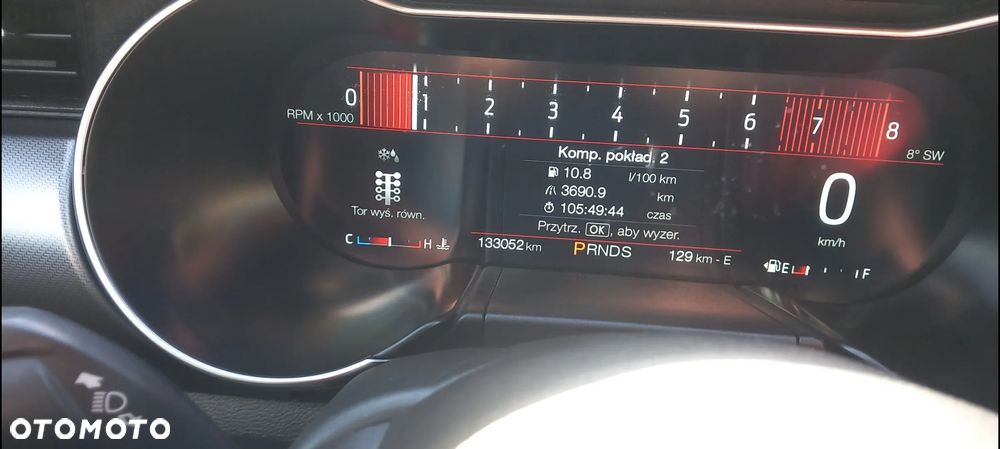 0 1 2 3 4 5 6 7 8
RPM x 1000
8° SW
Komp. pokład. 2
10.8 l/100 km
3690.9 km
105:49:44 czas
Przytrz. OK, aby wyzer.
Tor wyś. równ.
C H
133052 km PRNDS 129 km - E
0
km/h
E F
OTOMOTO